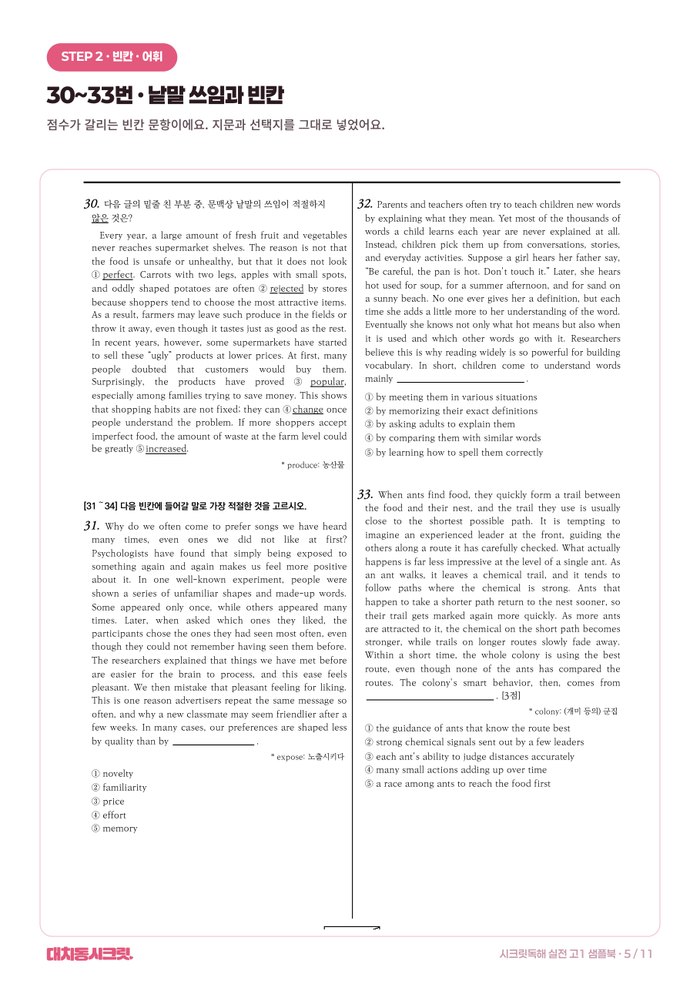 STEP 2 · 빈칸 · 어휘
30~33번 · 낱말 쓰임과 빈칸
점수가 갈리는 빈칸 문항이에요. 지문과 선택지를 그대로 넣었어요.
30. 다음 글의 밑줄 친 부분 중, 문맥상 낱말의 쓰임이 적절하지
않은 것은?
Every year, a large amount of fresh fruit and vegetables
never reaches supermarket shelves. The reason is not that
the food is unsafe or unhealthy, but that it does not look
① perfect. Carrots with two legs, apples with small spots,
and oddly shaped potatoes are often ② rejected by stores
because shoppers tend to choose the most attractive items.
As a result, farmers may leave such produce in the fields or
throw it away, even though it tastes just as good as the rest.
In recent years, however, some supermarkets have started
to sell these "ugly" products at lower prices. At first, many
people doubted that customers would buy them.
Surprisingly, the products have proved ③ popular,
especially among families trying to save money. This shows
that shopping habits are not fixed; they can ④ change once
people understand the problem. If more shoppers accept
imperfect food, the amount of waste at the farm level could
be greatly ⑤ increased.
* produce: 농산물
[31 ~ 34] 다음 빈칸에 들어갈 말로 가장 적절한 것을 고르시오.
31. Why do we often come to prefer songs we have heard
many times, even ones we did not like at first?
Psychologists have found that simply being exposed to
something again and again makes us feel more positive
about it. In one well-known experiment, people were
shown a series of unfamiliar shapes and made-up words.
Some appeared only once, while others appeared many
times. Later, when asked which ones they liked, the
participants chose the ones they had seen most often, even
though they could not remember having seen them before.
The researchers explained that things we have met before
are easier for the brain to process, and this ease feels
pleasant. We then mistake that pleasant feeling for liking.
This is one reason advertisers repeat the same message so
often, and why a new classmate may seem friendlier after a
few weeks. In many cases, our preferences are shaped less
by quality than by ____________.
* expose: 노출시키다
① novelty
② familiarity
③ price
④ effort
⑤ memory
32. Parents and teachers often try to teach children new words
by explaining what they mean. Yet most of the thousands of
words a child learns each year are never explained at all.
Instead, children pick them up from conversations, stories,
and everyday activities. Suppose a girl hears her father say,
"Be careful, the pan is hot. Don't touch it." Later, she hears
hot used for soup, for a summer afternoon, and for sand on
a sunny beach. No one ever gives her a definition, but each
time she adds a little more to her understanding of the word.
Eventually she knows not only what hot means but also when
it is used and which other words go with it. Researchers
believe this is why reading widely is so powerful for building
vocabulary. In short, children come to understand words
mainly ____________.
① by meeting them in various situations
② by memorizing their exact definitions
③ by asking adults to explain them
④ by comparing them with similar words
⑤ by learning how to spell them correctly
33. When ants find food, they quickly form a trail between
the food and their nest, and the trail they use is usually
close to the shortest possible path. It is tempting to
imagine an experienced leader at the front, guiding the
others along a route it has carefully checked. What actually
happens is far less impressive at the level of a single ant. As
an ant walks, it leaves a chemical trail, and it tends to
follow paths where the chemical is strong. Ants that
happen to take a shorter path return to the nest sooner, so
their trail gets marked again more quickly. As more ants
are attracted to it, the chemical on the short path becomes
stronger, while trails on longer routes slowly fade away.
Within a short time, the whole colony is using the best
route, even though none of the ants has compared the
routes. The colony's smart behavior, then, comes from
____________. [3점]
* colony: (개미 등의) 군집
① the guidance of ants that know the route best
② strong chemical signals sent out by a few leaders
③ each ant's ability to judge distances accurately
④ many small actions adding up over time
⑤ a race among ants to reach the food first
대치동시크릿.
시크릿독해 실전 고1 샘플북 · 5 / 11